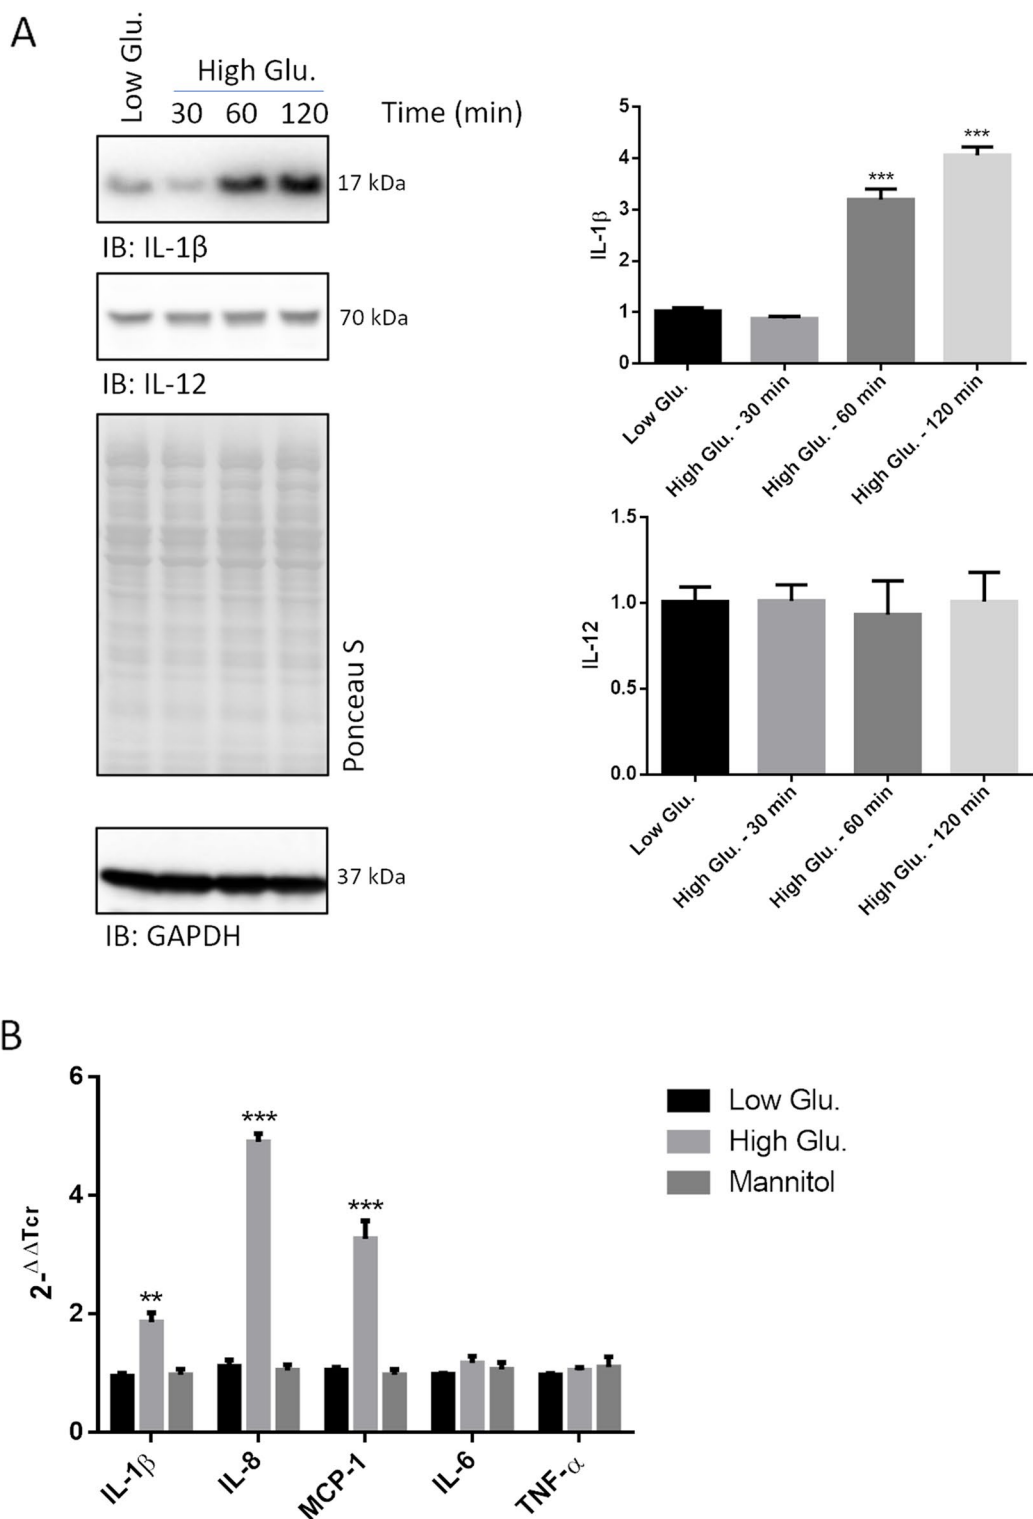 A
Low Glu.
High Glu.
30 60 120 Time (min)
17 kDa
IB: IL-1β
70 kDa
IB: IL-12
Ponceau S
37 kDa
IB: GAPDH
5
4
3
2
1
0
IL-1β
***
***
Low Glu.
High Glu. - 30 min
High Glu. - 60 min
High Glu. - 120 min
1.5
1.0
0.5
0.0
IL-12
Low Glu.
High Glu. - 30 min
High Glu. - 60 min
High Glu. - 120 min
B
6
4
2
0
2-ΔΔTcr
**
***
***
IL-1β
IL-8
MCP-1
IL-6
TNF-α
Low Glu.
High Glu.
Mannitol